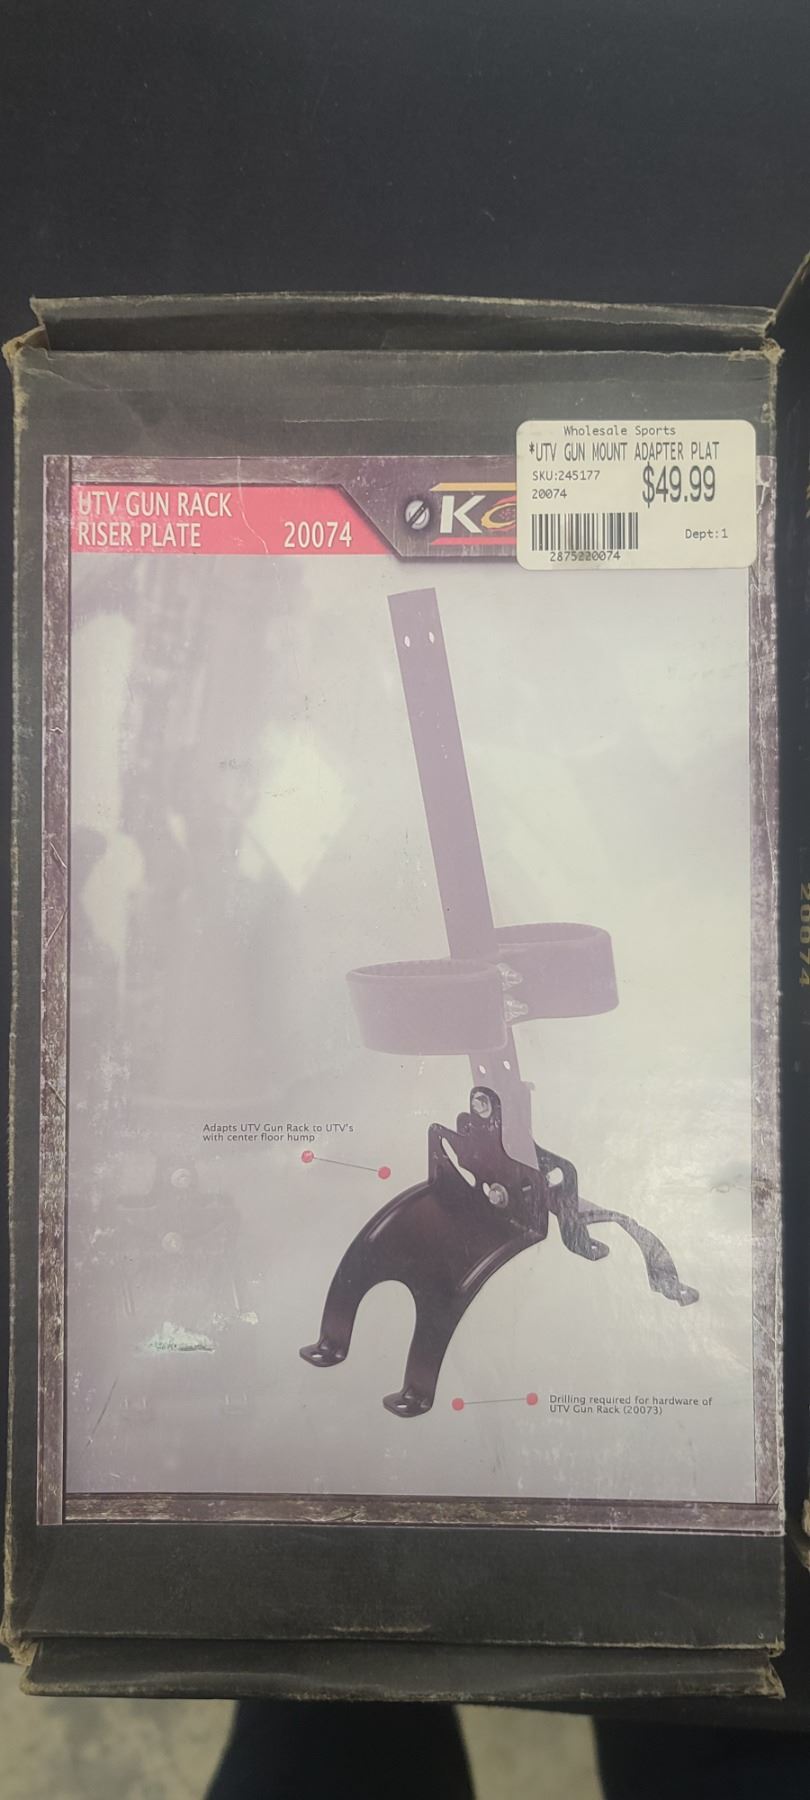 Wholesale Sports
*UTV GUN MOUNT ADAPTER PLAT
SKU:245177
$49.99
20074
Dept:1
2875220074
UTV GUN RACK
RISER PLATE 20074
Adapts UTV Gun Rack to UTV's
with center floor hump
Drilling required for hardware of
UTV Gun Rack (20073)
20074